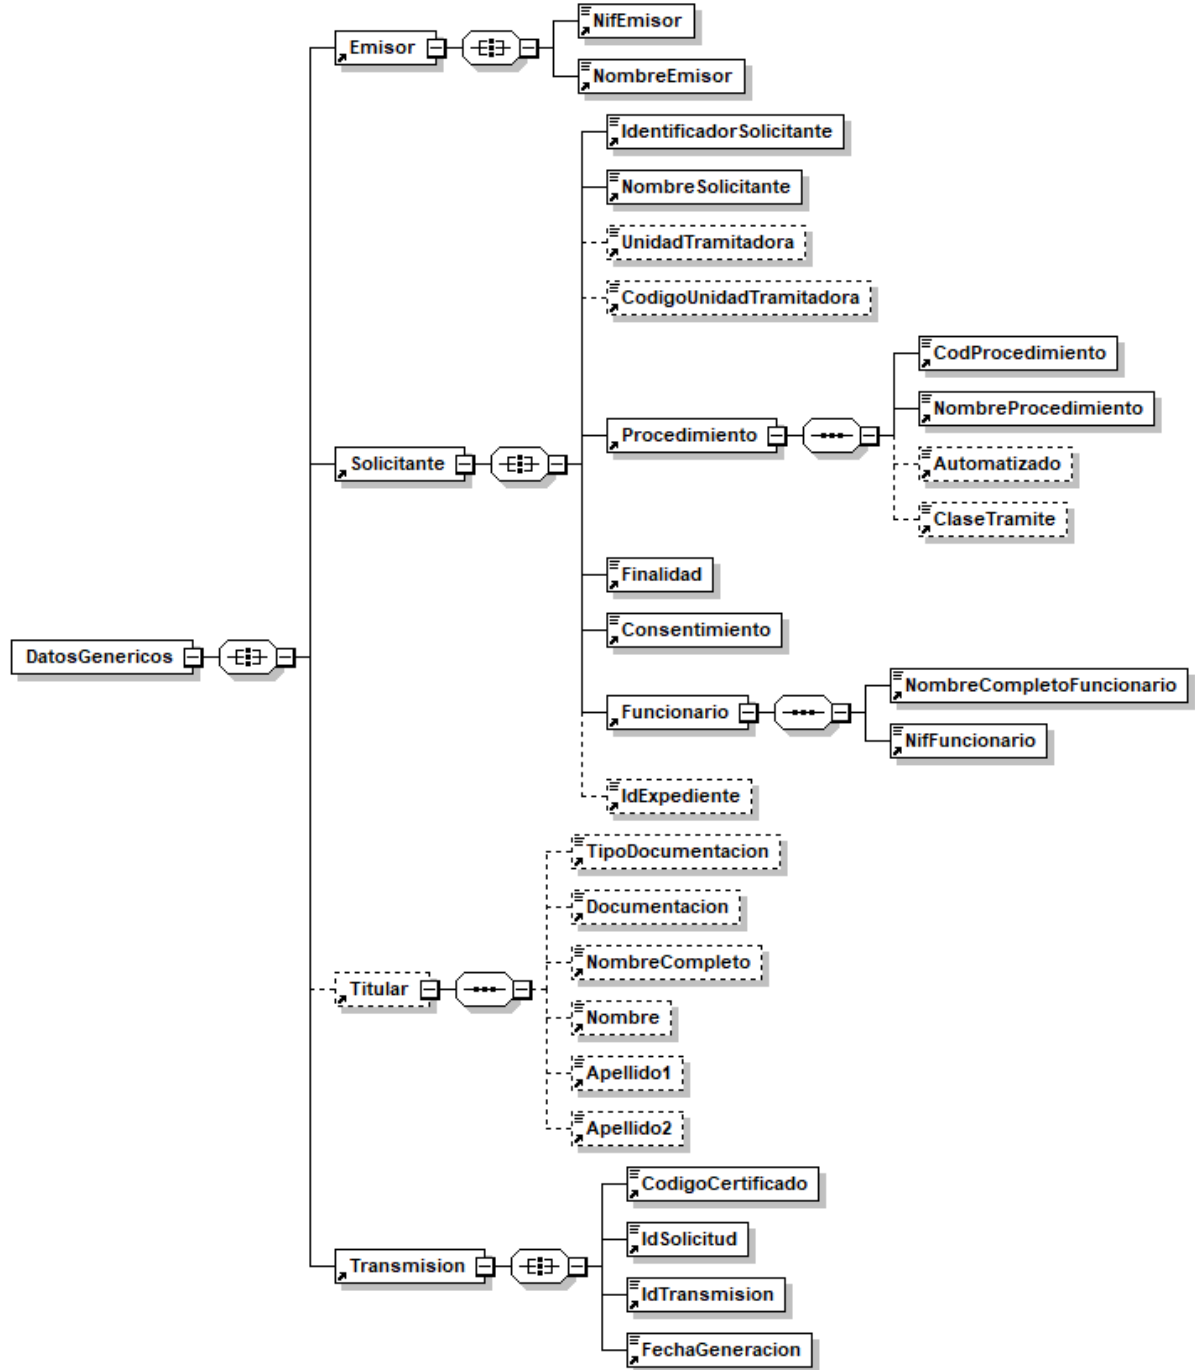 DatosGenericos
Emisor
NifEmisor
NombreEmisor
Solicitante
IdentificadorSolicitante
NombreSolicitante
UnidadTramitadora
CodigoUnidadTramitadora
Procedimiento
CodProcedimiento
NombreProcedimiento
Automatizado
ClaseTramite
Finalidad
Consentimiento
Funcionario
NombreCompletoFuncionario
NifFuncionario
IdExpediente
Titular
TipoDocumentacion
Documentacion
NombreCompleto
Nombre
Apellido1
Apellido2
Transmision
CodigoCertificado
IdSolicitud
IdTransmision
FechaGeneracion